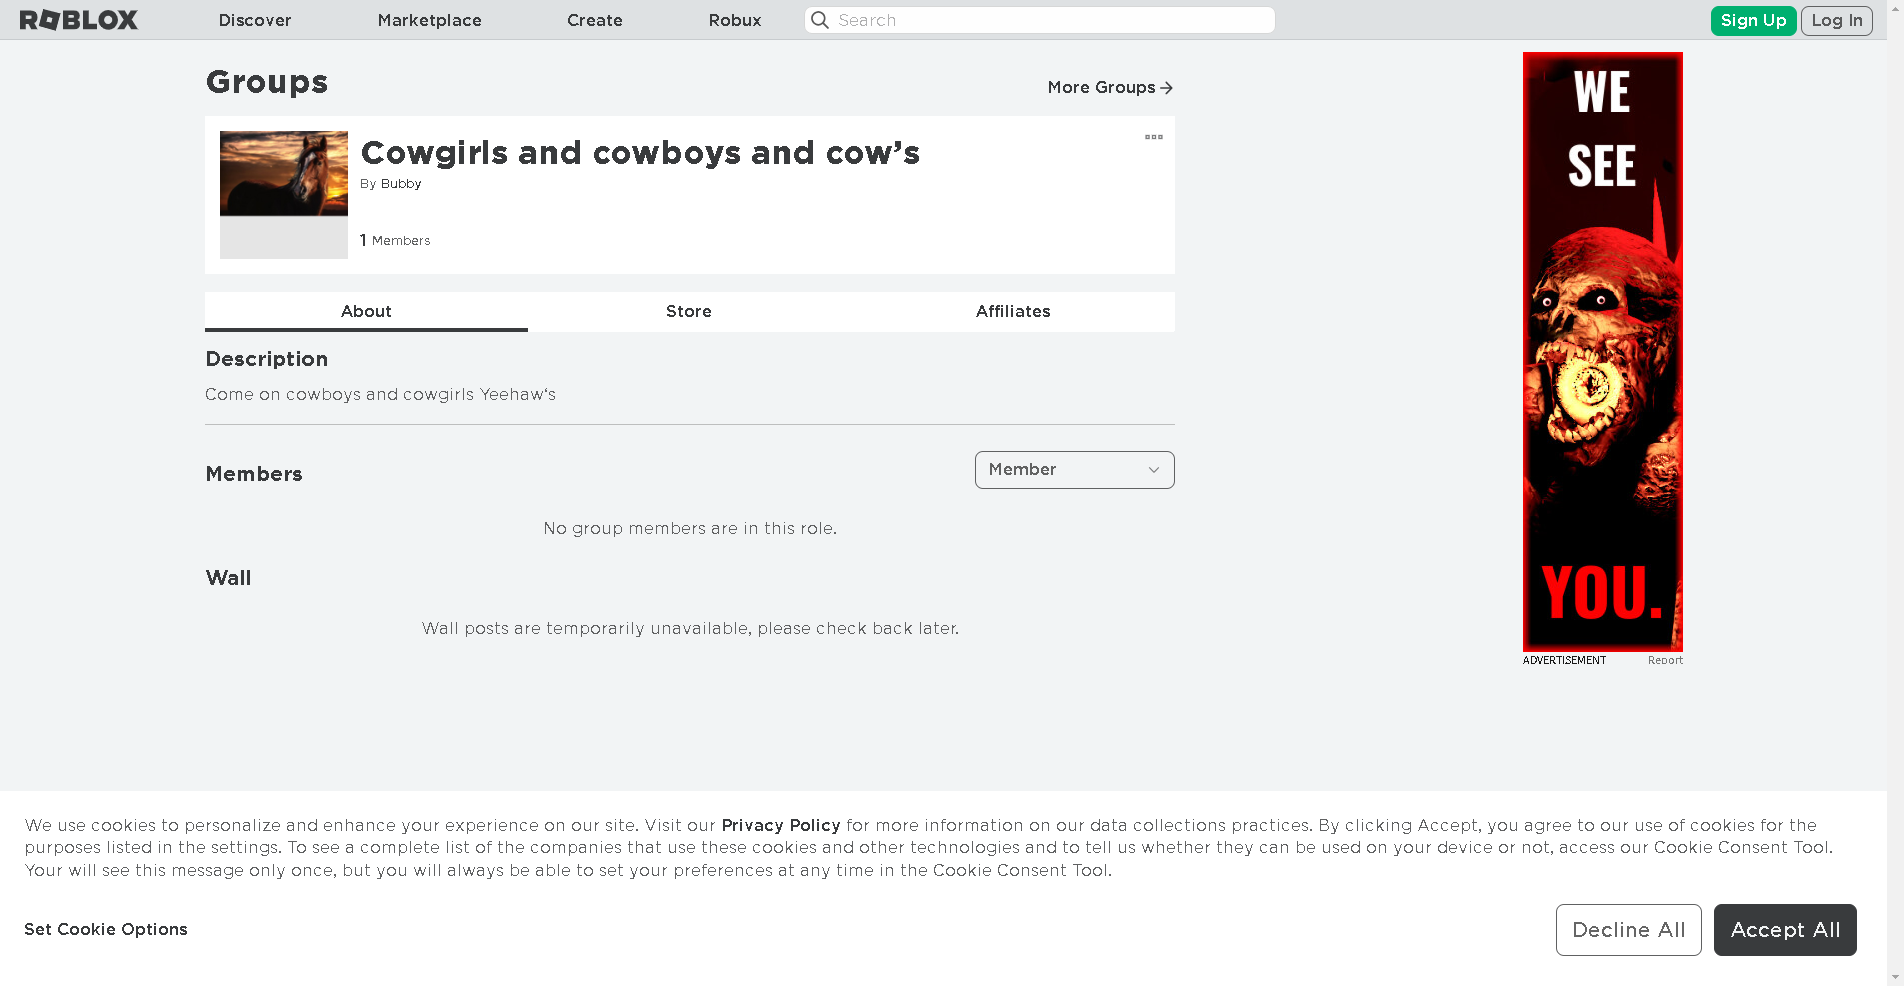 ROBLOX Discover Marketplace Create Robux Search Sign Up Log In
Groups
More Groups
Cowgirls and cowboys and cow’s
By Bubby
1 Members
About Store Affiliates
Description
Come on cowboys and cowgirls Yeehaw‘s
Members
Member
No group members are in this role.
Wall
Wall posts are temporarily unavailable, please check back later.
WE
SEE
YOU.
ADVERTISEMENT Report
We use cookies to personalize and enhance your experience on our site. Visit our Privacy Policy for more information on our data collections practices. By clicking Accept, you agree to our use of cookies for the
purposes listed in the settings. To see a complete list of the companies that use these cookies and other technologies and to tell us whether they can be used on your device or not, access our Cookie Consent Tool.
Your will see this message only once, but you will always be able to set your preferences at any time in the Cookie Consent Tool.
Set Cookie Options
Decline All
Accept All